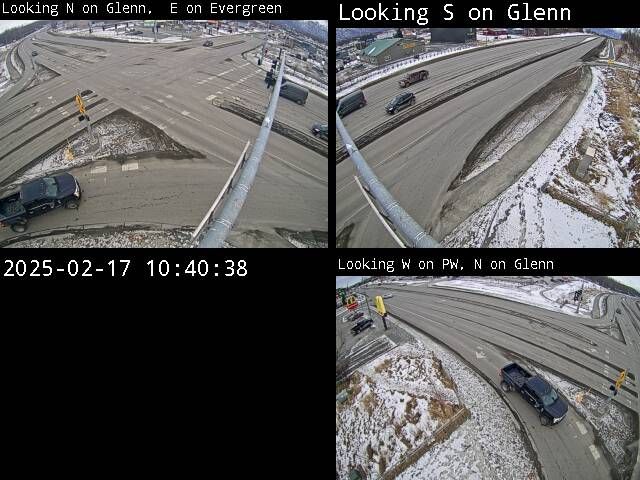 Looking N on Glenn,  E on Evergreen
Looking S on Glenn
2025-02-17 10:40:38
Looking W on PW, N on Glenn